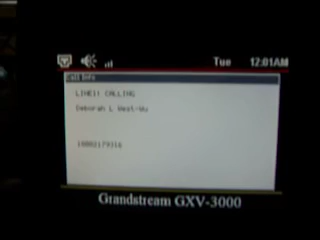 Tue 12:01AM
Call Info
LINE1: CALLING
Deborah L West-Wu
Grandstream GXV-3000